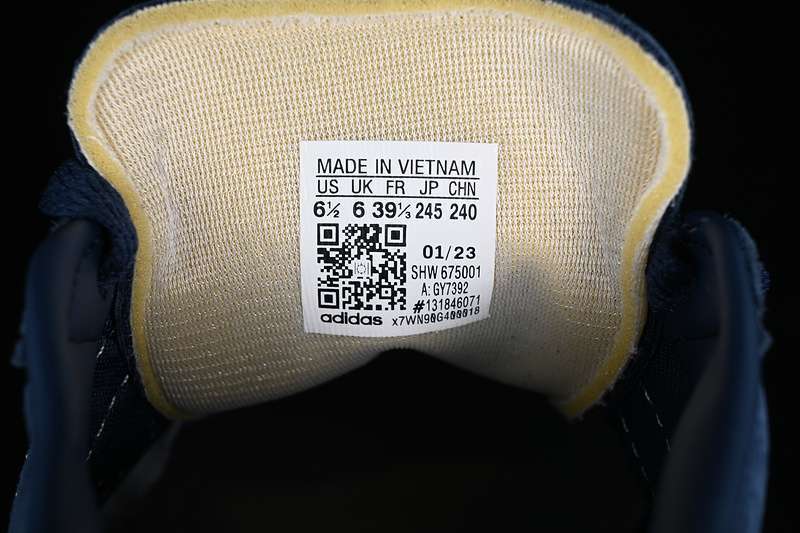 MADE IN VIETNAM
US UK FR JP CHN
6½ 6 39⅓ 245 240
01/23
SHW 675001
A: GY7392
#131846071
adidas x7WN90G400018